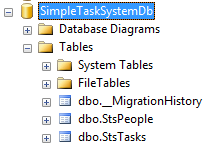 SimpleTaskSystemDb
Database Diagrams
Tables
System Tables
FileTables
dbo.__MigrationHistory
dbo.StsPeople
dbo.StsTasks